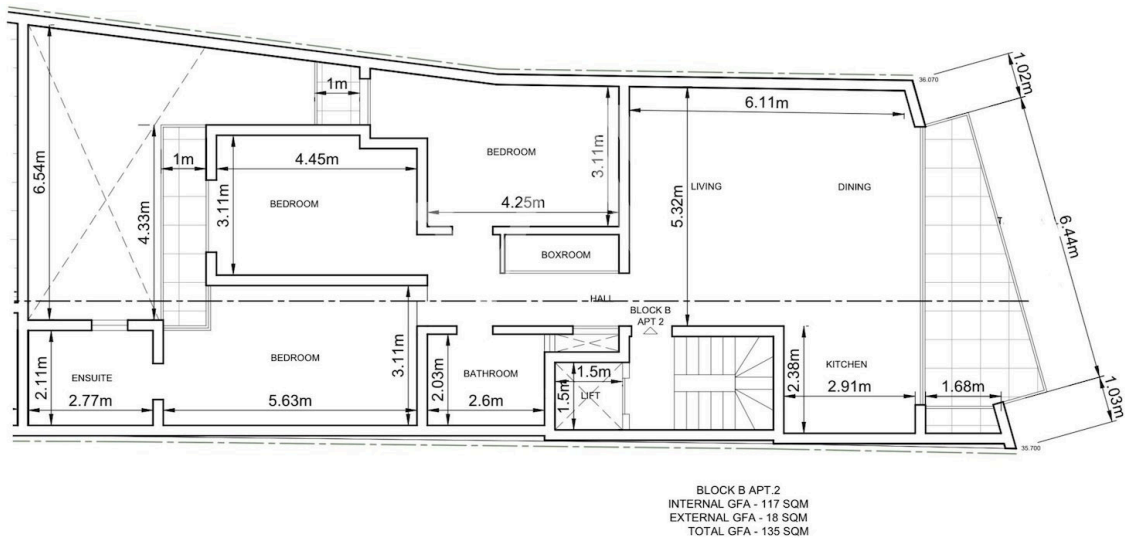 36.070
1.02m
1m
6.11m
BEDROOM
3.11m
6.54m
1m
4.45m
LIVING
DINING
BEDROOM
3.11m
4.33m
4.25m
5.32m
6.44m
BOXROOM
HALL
BLOCK B
APT 2
BEDROOM
3.11m
2.11m
ENSUITE
2.03m
BATHROOM
1.5m
1.5m
LIFT
2.38m
KITCHEN
2.77m
5.63m
2.6m
2.91m
1.68m
1.03m
35.700
BLOCK B APT.2
INTERNAL GFA - 117 SQM
EXTERNAL GFA - 18 SQM
TOTAL GFA - 135 SQM